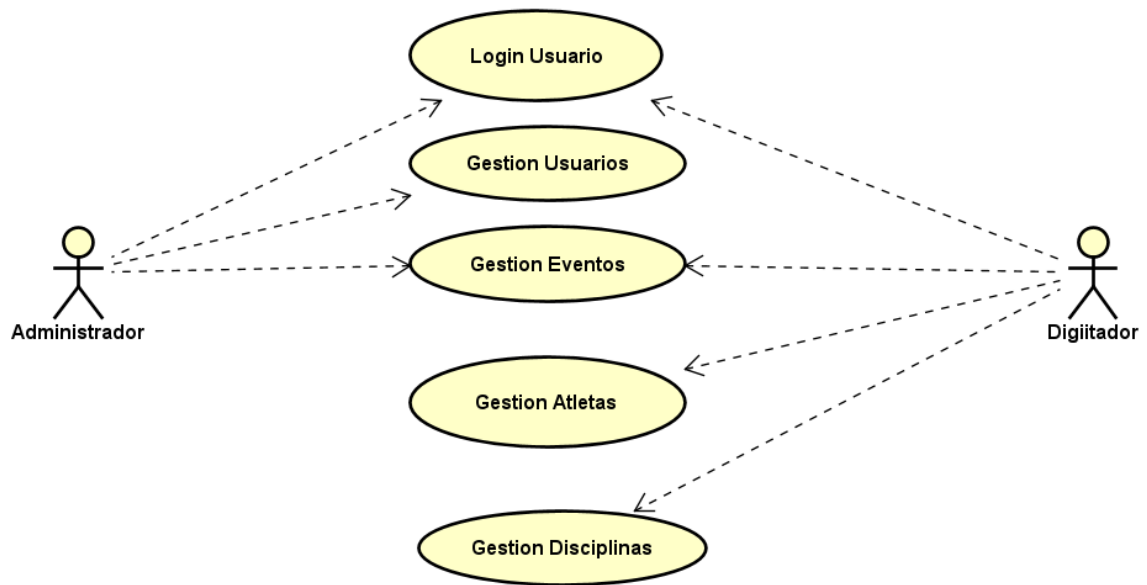 Login Usuario
Gestion Usuarios
Gestion Eventos
Administrador
Digiitador
Gestion Atletas
Gestion Disciplinas